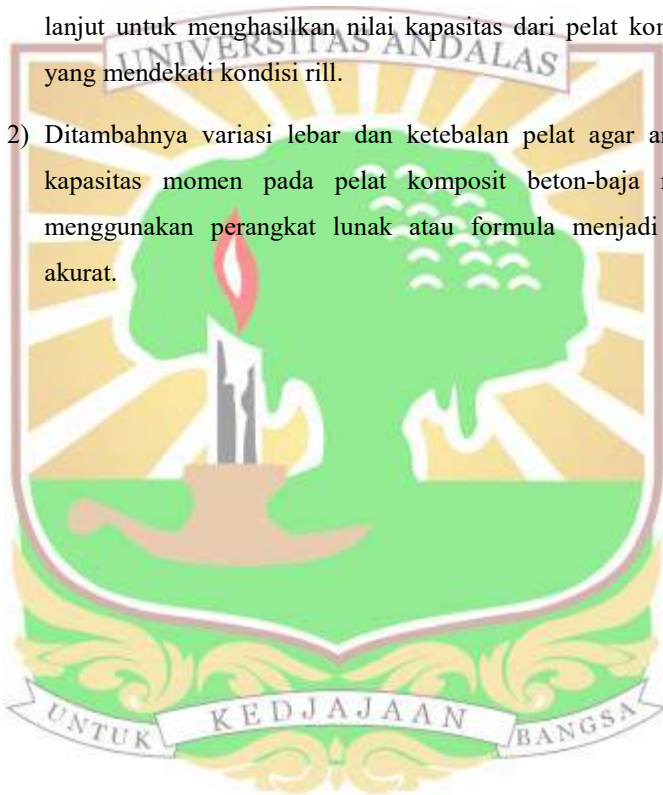 lanjut untuk menghasilkan nilai kapasitas dari pelat kom
UNIVERSITAS ANDALAS
yang mendekati kondisi rill.
2) Ditambahnya variasi lebar dan ketebalan pelat agar
kapasitas momen pada pelat komposit beton-baja
menggunakan perangkat lunak atau formula menjadi
akurat.
UNTUK KEDJAJAAN BANGSA